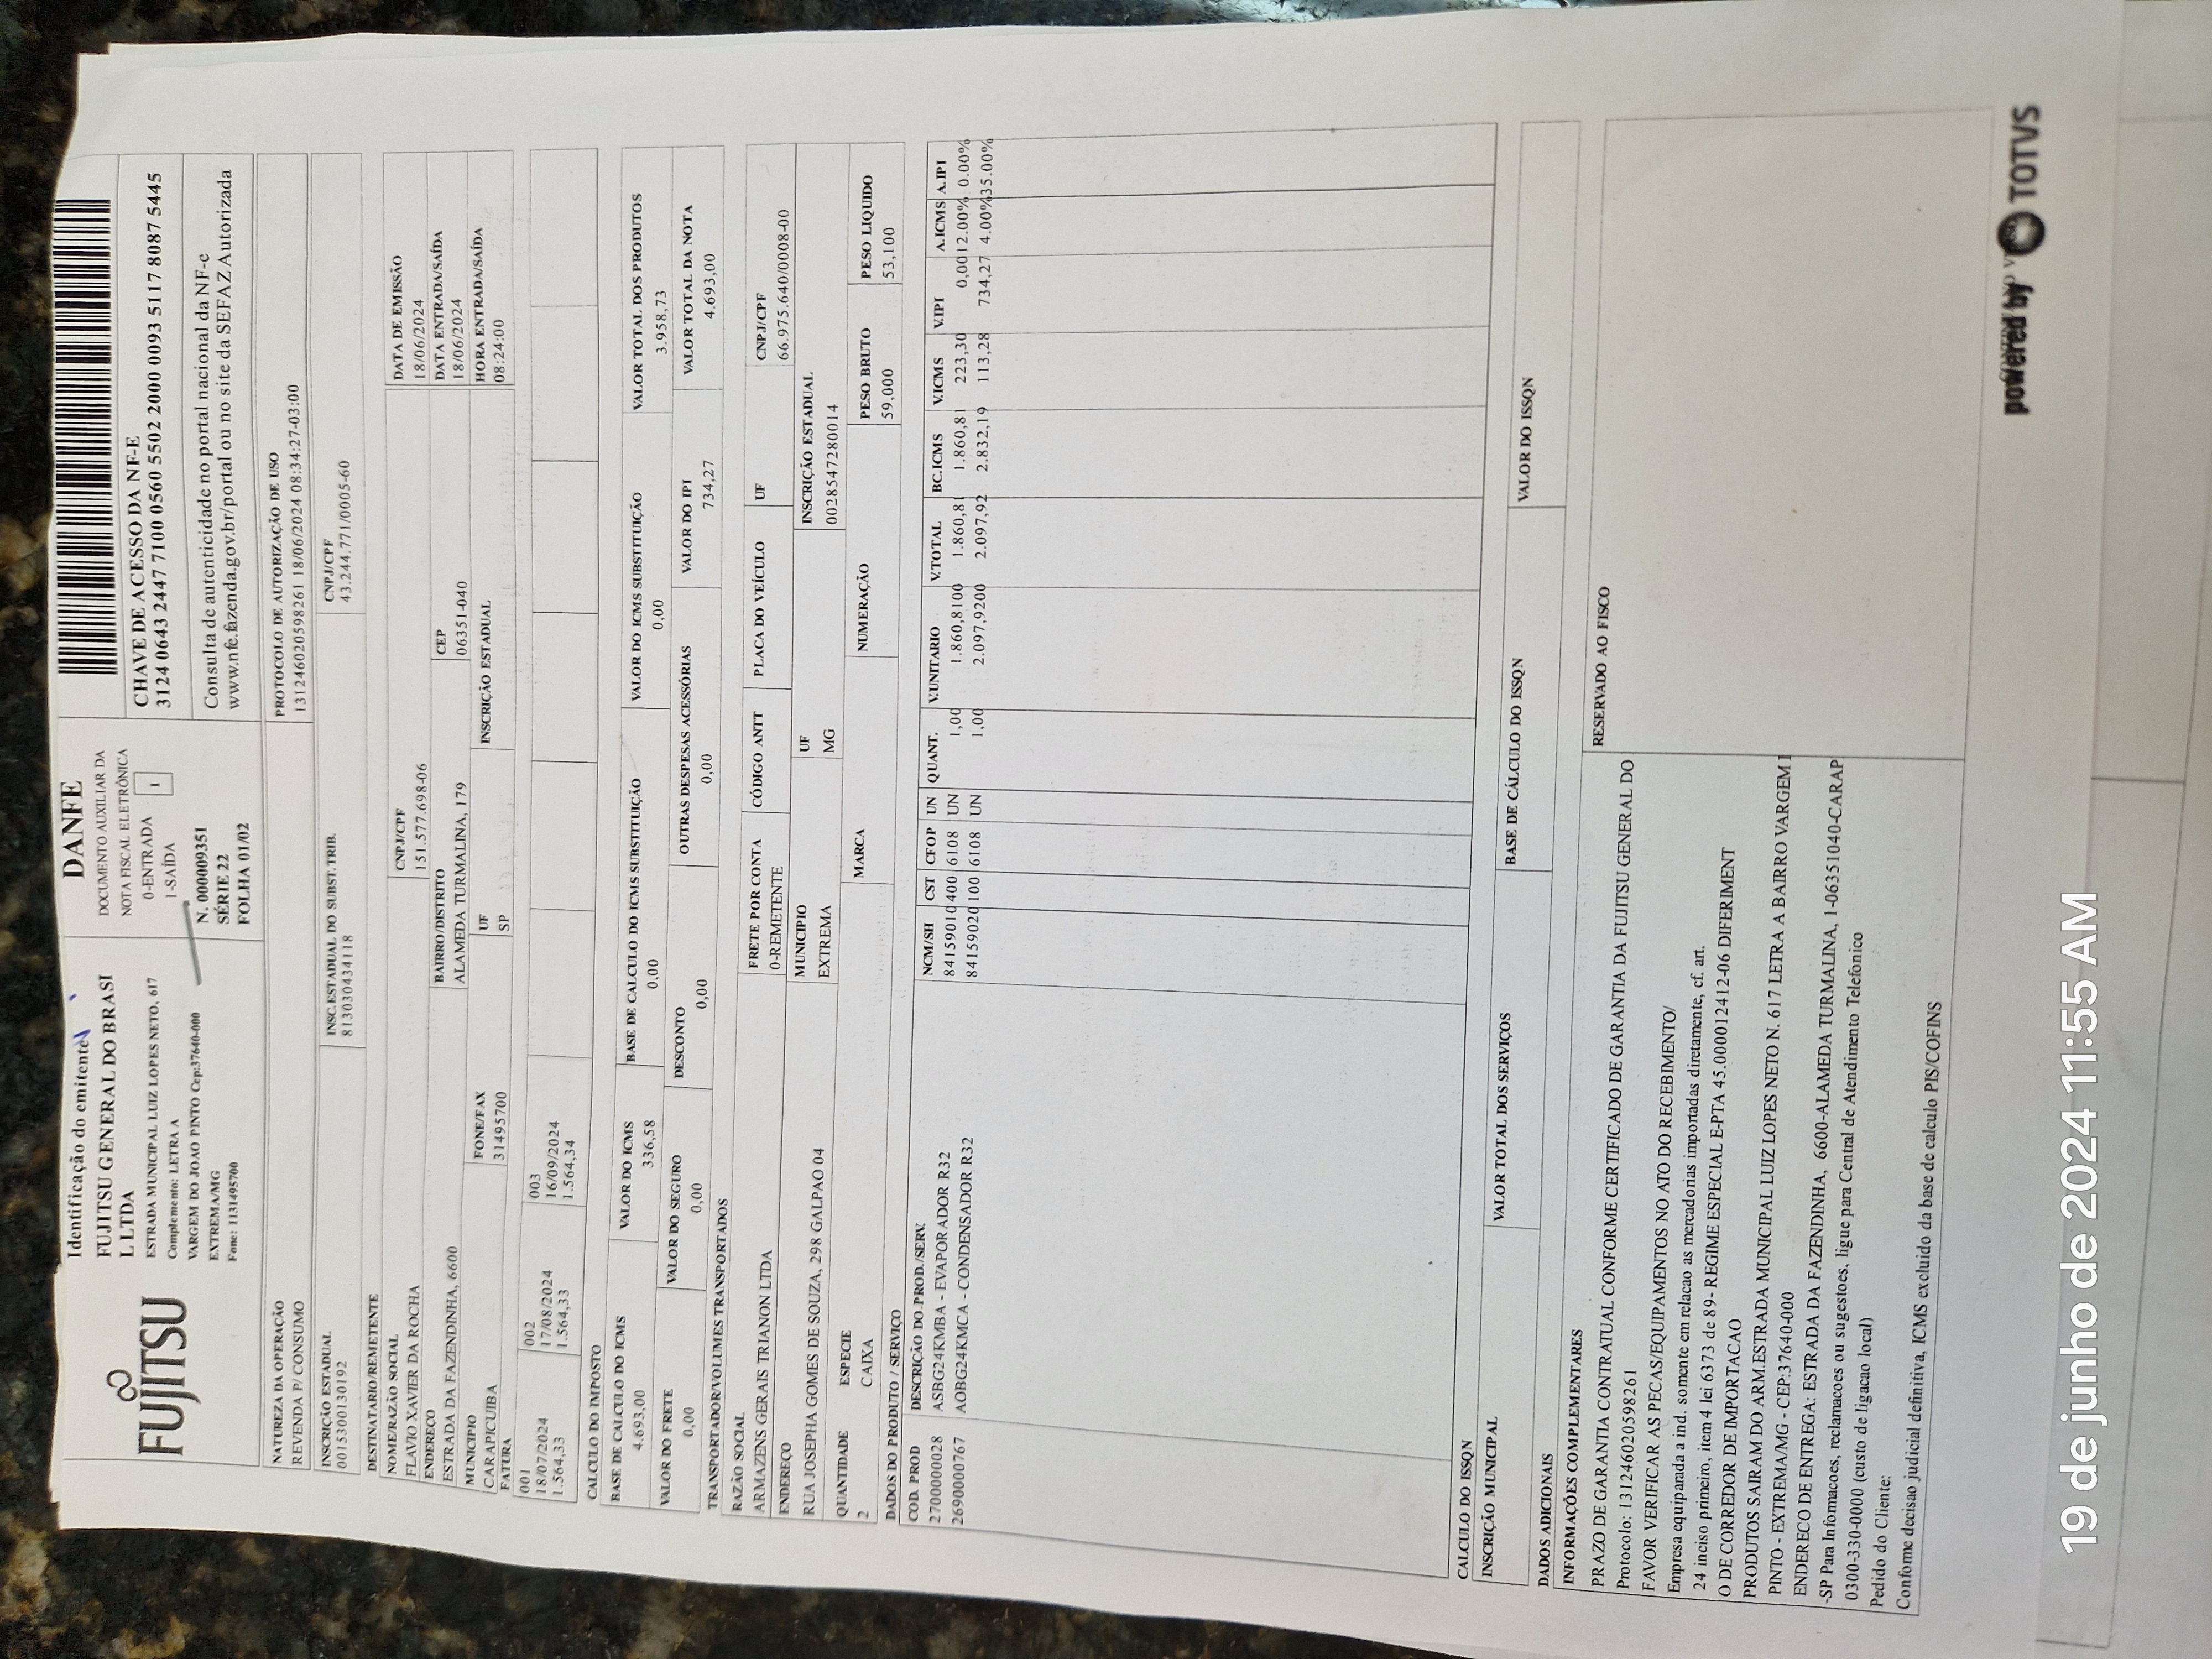 FUJITSU
Identificação do emitente
FUJITSU GENERAL DO BRASI
L LTDA
ESTRADA MUNICIPAL LUIZ LOPES NETO, 617
Complemento: LETRA A
VARGEM DO JOAO PINTO Cep:37640-000
EXTREMA/MG
Fone: 1131495700
DANFE
DOCUMENTO AUXILIAR DA
NOTA FISCAL ELETRÔNICA
0-ENTRADA
1-SAÍDA
1
N. 000009351
SÉRIE 22
FOLHA 01/02
CHAVE DE ACESSO DA NF-E
3124 0643 2447 7100 0560 5502 2000 0093 5117 8087 5445
Consulta de autenticidade no portal nacional da NF-e
www.nfe.fazenda.gov.br/portal ou no site da SEFAZ Autorizada
NATUREZA DA OPERAÇÃO
REVENDA P/ CONSUMO
PROTOCOLO DE AUTORIZAÇÃO DE USO
131246020598261 18/06/2024 08:34:27-03:00
INSCRIÇÃO ESTADUAL
0015300130192
INSC.ESTADUAL DO SUBST.TRIB.
813030434118
CNPJ/CPF
43.244.771/0005-60
DESTINATARIO/REMETENTE
NOME/RAZÃO SOCIAL
FLAVIO XAVIER DA ROCHA
CNPJ/CPF
151.577.698-06
DATA DE EMISSÃO
18/06/2024
ENDEREÇO
ESTRADA DA FAZENDINHA, 6600
BAIRRO/DISTRITO
ALAMEDA TURMALINA, 179
CEP
06351-040
DATA ENTRADA/SAÍDA
18/06/2024
MUNICIPIO
CARAPICUIBA
FONE/FAX
31495700
UF
SP
INSCRIÇÃO ESTADUAL
HORA ENTRADA/SAÍDA
08:24:00
FATURA
001
18/07/2024
1.564,33
002
17/08/2024
1.564,33
003
16/09/2024
1.564,34
CALCULO DO IMPOSTO
BASE DE CALCULO DO ICMS
4.693,00
VALOR DO ICMS
336,58
BASE DE CALCULO DO ICMS SUBSTITUIÇÃO
0,00
VALOR DO ICMS SUBSTITUIÇÃO
0,00
VALOR TOTAL DOS PRODUTOS
3.958,73
VALOR DO FRETE
0,00
VALOR DO SEGURO
0,00
DESCONTO
0,00
OUTRAS DESPESAS ACESSÓRIAS
0,00
VALOR DO IPI
734,27
VALOR TOTAL DA NOTA
4.693,00
TRANSPORTADOR/VOLUMES TRANSPORTADOS
RAZÃO SOCIAL
ARMAZENS GERAIS TRIANON LTDA
FRETE POR CONTA
0-REMETENTE
CÓDIGO ANTT
PLACA DO VEÍCULO
UF
CNPJ/CPF
66.975.640/0008-00
ENDEREÇO
RUA JOSEPHA GOMES DE SOUZA, 298 GALPAO 04
MUNICIPIO
EXTREMA
UF
MG
INSCRIÇÃO ESTADUAL
0028547280014
QUANTIDADE
2
ESPECIE
CAIXA
MARCA
NUMERAÇÃO
PESO BRUTO
59,000
PESO LIQUIDO
53,100
DADOS DO PRODUTO / SERVIÇO
COD. PROD DESCRIÇÃO DO PROD./SERV. NCM/SH CST CFOP UN QUANT. V.UNITARIO V.TOTAL BC.ICMS V.ICMS V.IPI A.ICMS A.IPI
2700000028 ASBG24KMBA - EVAPORADOR R32 84159010 400 6108 UN 1,00 1.860,8100 1.860,81 1.860,81 223,30 0,00 12.00% 0.00%
2690000767 AOBG24KMCA - CONDENSADOR R32 84159020 100 6108 UN 1,00 2.097,9200 2.097,92 2.832,19 113,28 734,27 4.00% 35.00%
CALCULO DO ISSQN
INSCRIÇÃO MUNICIPAL
VALOR TOTAL DOS SERVIÇOS
BASE DE CÁLCULO DO ISSQN
VALOR DO ISSQN
DADOS ADICIONAIS
INFORMAÇÕES COMPLEMENTARES
PRAZO DE GARANTIA CONTRATUAL CONFORME CERTIFICADO DE GARANTIA DA FUJITSU GENERAL DO
Protocolo: 131246020598261
FAVOR VERIFICAR AS PECAS/EQUIPAMENTOS NO ATO DO RECEBIMENTO/
Empresa equiparada a ind. somente em relacao as mercadorias importadas diretamente, cf. art.
24 inciso primeiro, item 4 lei 6373 de 89- REGIME ESPECIAL E-PTA 45.000012412-06 DIFERIMENT
O DE CORREDOR DE IMPORTACAO
PRODUTOS SAIRAM DO ARM.ESTRADA MUNICIPAL LUIZ LOPES NETO N. 617 LETRA A BAIRRO VARGEM
PINTO - EXTREMA/MG - CEP:37640-000
ENDERECO DE ENTREGA: ESTRADA DA FAZENDINHA, 6600-ALAMEDA TURMALINA, 1-06351040-CARAP
-SP Para Informacoes, reclamacoes ou sugestoes, ligue para Central de Atendimento Telefonico
0300-330-0000 (custo de ligacao local)
Pedido do Cliente:
Conforme decisao judicial definitiva, ICMS excluido da base de calculo PIS/COFINS
RESERVADO AO FISCO
powered by TOTVS
19 de junho de 2024 11:55 AM